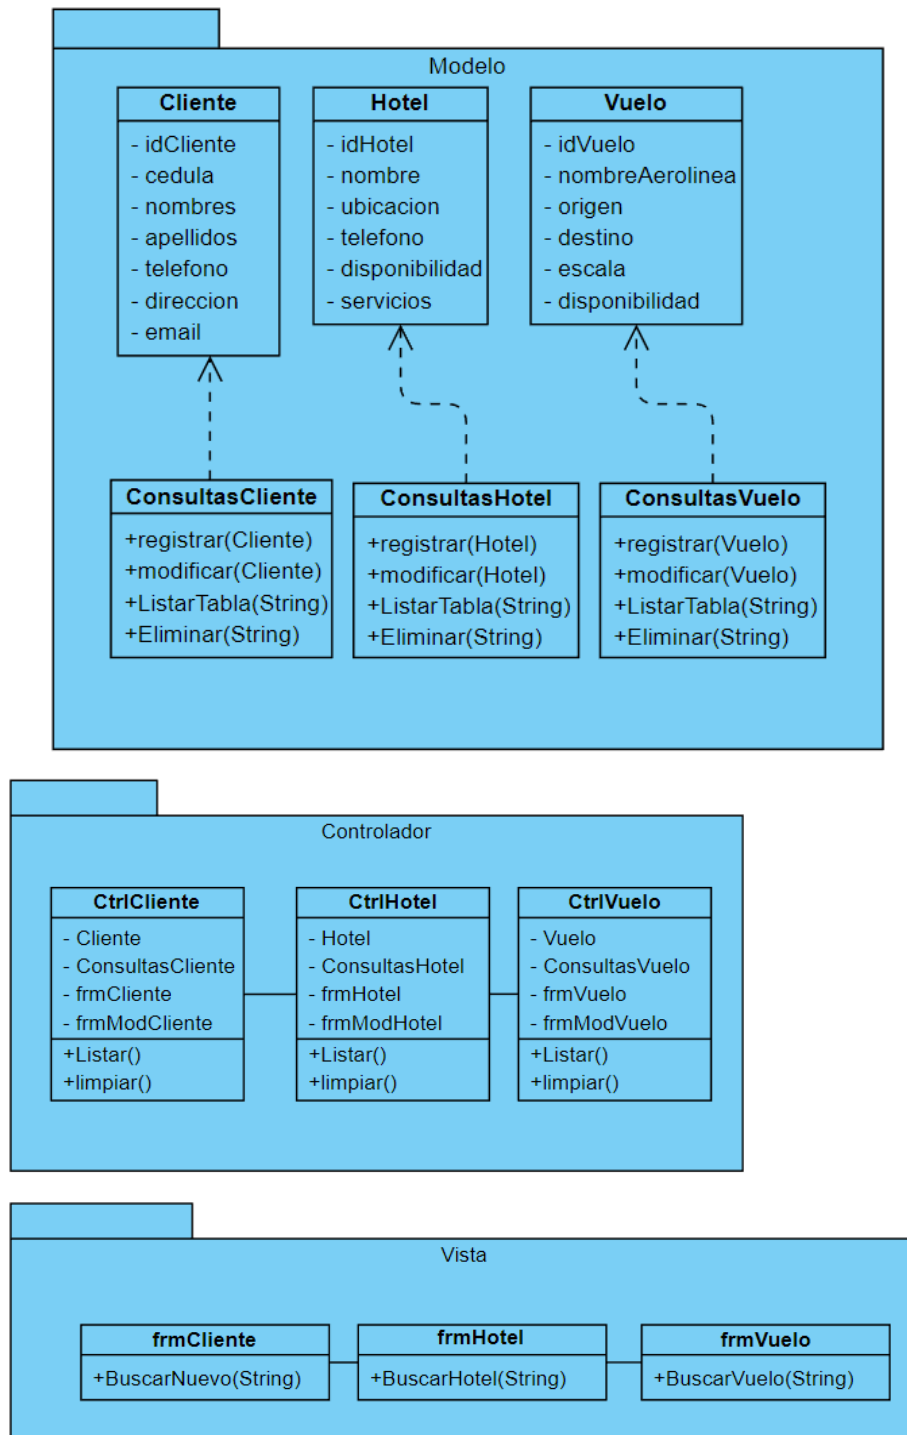 Modelo
Cliente
- idCliente
- cedula
- nombres
- apellidos
- telefono
- direccion
- email
Hotel
- idHotel
- nombre
- ubicacion
- telefono
- disponibilidad
- servicios
Vuelo
- idVuelo
- nombreAerolinea
- origen
- destino
- escala
- disponibilidad
ConsultasCliente
+registrar(Cliente)
+modificar(Cliente)
+ListarTabla(String)
+Eliminar(String)
ConsultasHotel
+registrar(Hotel)
+modificar(Hotel)
+ListarTabla(String)
+Eliminar(String)
ConsultasVuelo
+registrar(Vuelo)
+modificar(Vuelo)
+ListarTabla(String)
+Eliminar(String)
Controlador
CtrlCliente
- Cliente
- ConsultasCliente
- frmCliente
- frmModCliente
+Listar()
+limpiar()
CtrlHotel
- Hotel
- ConsultasHotel
- frmHotel
- frmModHotel
+Listar()
+limpiar()
CtrlVuelo
- Vuelo
- ConsultasVuelo
- frmVuelo
- frmModVuelo
+Listar()
+limpiar()
Vista
frmCliente
+BuscarNuevo(String)
frmHotel
+BuscarHotel(String)
frmVuelo
+BuscarVuelo(String)